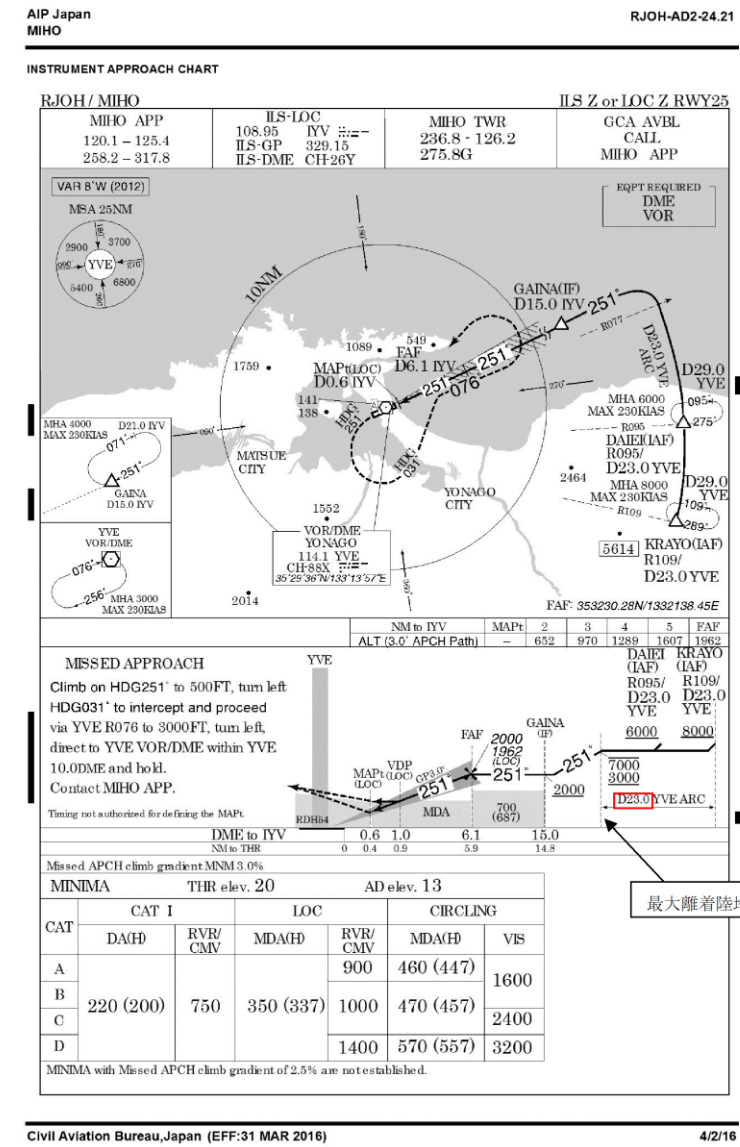 AIP Japan
MIHO
RJOH-AD2-24.21
INSTRUMENT APPROACH CHART
RJOH / MIHO
ILS Z or LOC Z RWY25
MIHO APP
120.1 – 125.4
258.2 – 317.8
ILS-LOC
108.95 IYV
ILS-GP 329.15
ILS-DME CH-26Y
MIHO TWR
236.8 - 126.2
275.8G
GCA AVBL
CALL
MIHO APP
VAR 8°W (2012)
MSA 25NM
180°
2900
3700
090°
YVE
270°
5400
6800
360°
EQPT REQUIRED
DME
VOR
180°
10NM
GAINA(IF)
D15.0 IYV
251°
R077
D23.0 YVE
ARC
549
1089
FAF
D6.1 IYV
251°
251°
076°
1759
MAPt(LOC)
D0.6 IYV
141
138
HDG
251°
270°
D29.0
YVE
MHA 6000
MAX 230KIAS
095°
R095
275°
DAIEI(IAF)
R095/
D23.0 YVE
MHA 4000
MAX 230KIAS
D21.0 IYV
071°
251°
GAINA
D15.0 IYV
090°
MATSUE
CITY
HDG
031°
YONAGO
CITY
2464
MHA 8000
MAX 230KIAS
D29.0
YVE
109°
R109
289°
1552
VOR/DME
YONAGO
114.1 YVE
CH-88X
35°29'36"N/133°13'57"E
5614
KRAYO(IAF)
R109/
D23.0 YVE
YVE
VOR/DME
076°
256°
MHA 3000
MAX 230KIAS
2014
360°
FAF: 353230.28N/1332138.45E
NM to IYV MAPt 2 3 4 5 FAF
ALT (3.0° APCH Path) – 652 970 1289 1607 1962
MISSED APPROACH
Climb on HDG251° to 500FT, turn left
HDG031° to intercept and proceed
via YVE R076 to 3000FT, turn left,
direct to YVE VOR/DME within YVE
10.0DME and hold.
Contact MIHO APP.
Timing not authorized for defining the MAPt.
YVE
DAIEI
(IAF)
R095/
D23.0
YVE
KRAYO
(IAF)
R109/
D23.0
YVE
6000
8000
GAINA
(IF)
FAF
2000
1962
(LOC)
VDP
(LOC)
MAPt
(LOC)
GP3.0°
251°
251°
251°
7000
3000
2000
D23.0 YVE ARC
MDA
700
(687)
RDH54
DME to IYV 0.6 1.0 6.1 15.0
NM to THR 0 0.4 0.9 5.9 14.8
Missed APCH climb gradient MNM 3.0%
MINIMA THR elev. 20 AD elev. 13
CAT
CAT I
LOC
CIRCLING
DA(H)
RVR/
CMV
MDA(H)
RVR/
CMV
MDA(H)
VIS
A 900 460 (447)
1600
B
220 (200) 750 350 (337) 1000 470 (457)
C 2400
D 1400 570 (557) 3200
MINIMA with Missed APCH climb gradient of 2.5% are not established.
最大離着陸
Civil Aviation Bureau,Japan (EFF:31 MAR 2016)
4/2/16